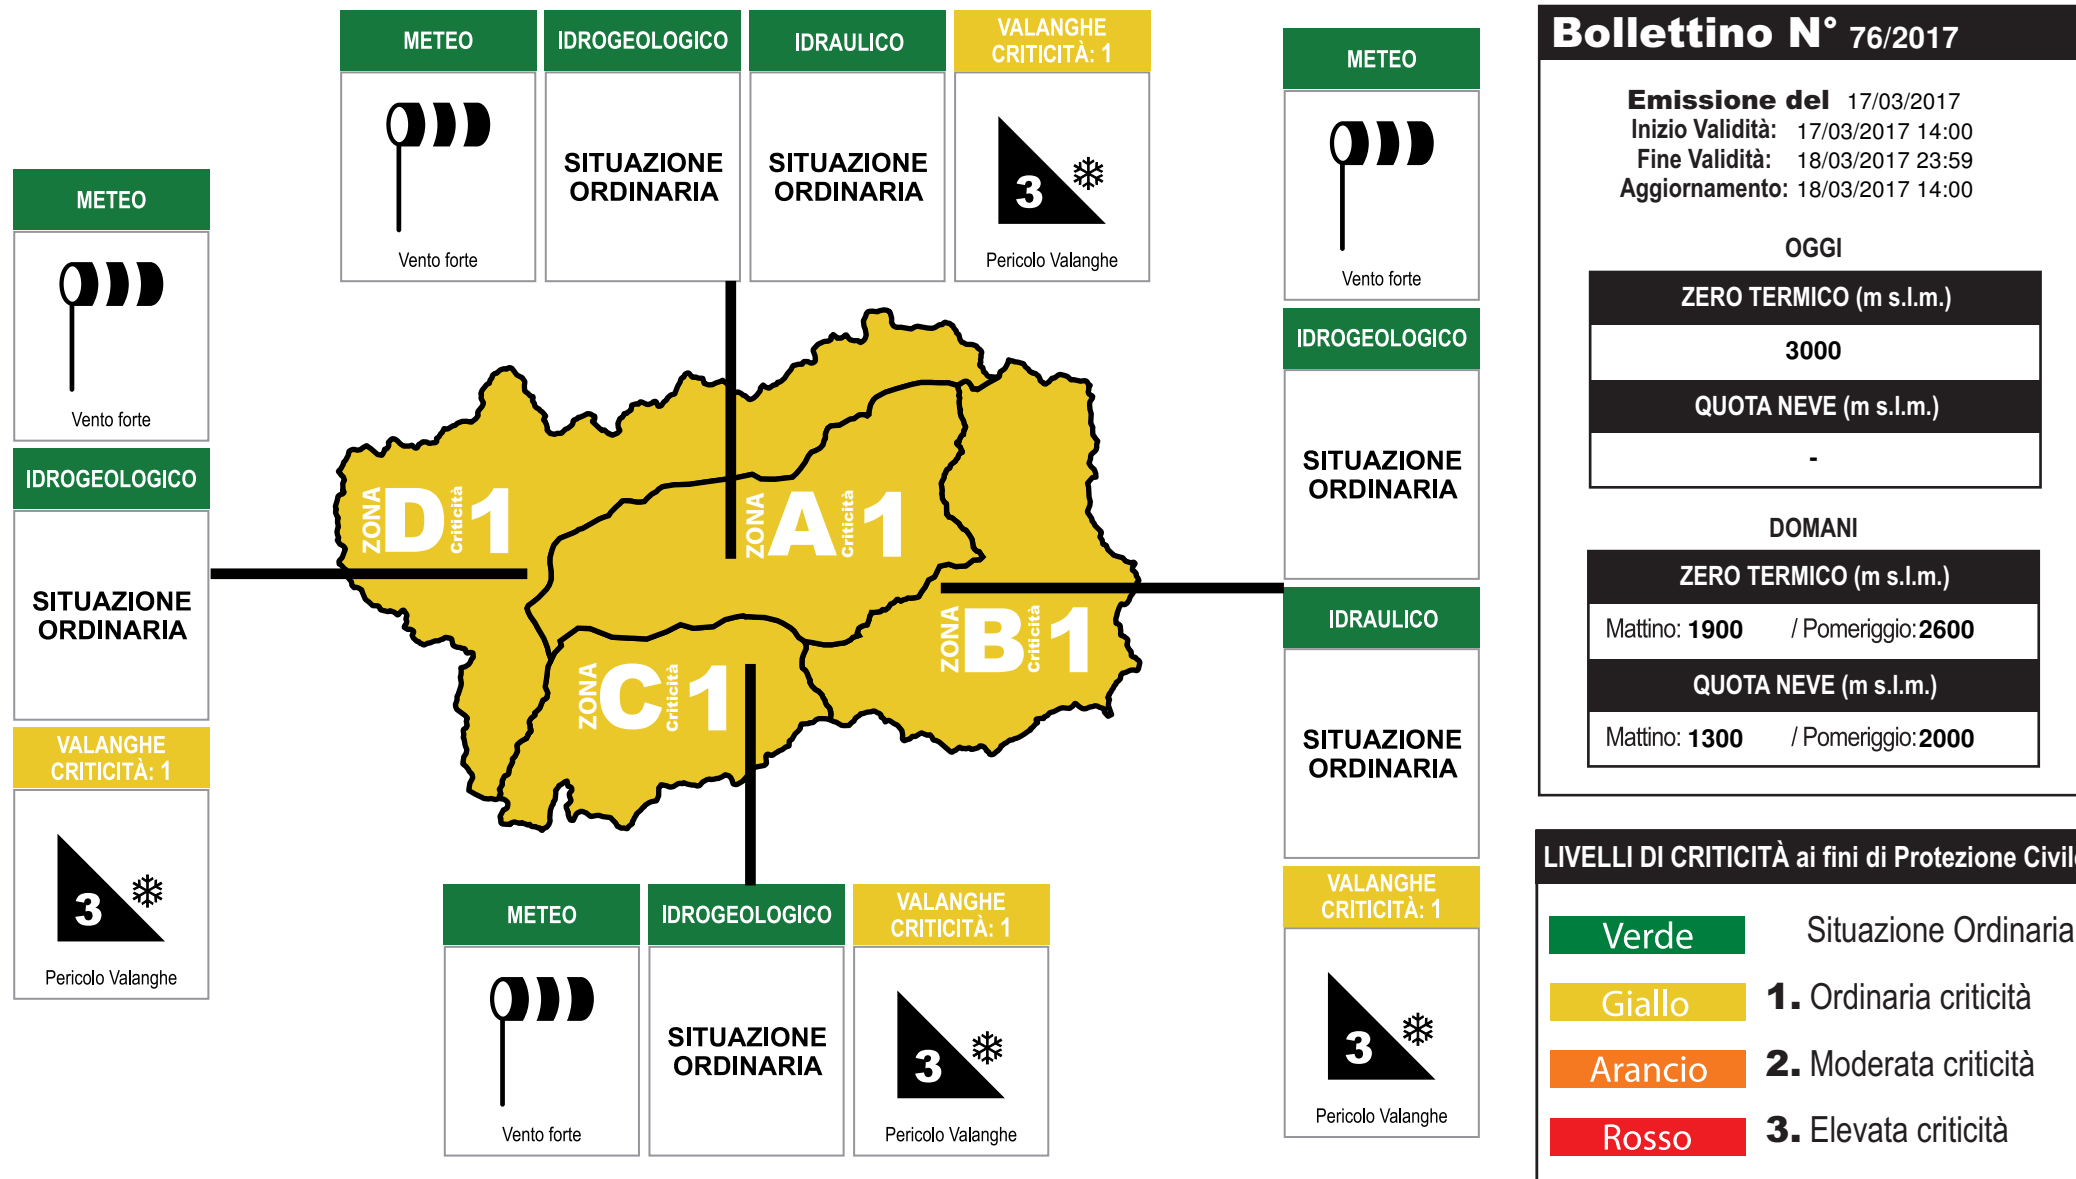 METEO
Vento forte
IDROGEOLOGICO
SITUAZIONE
ORDINARIA
IDRAULICO
SITUAZIONE
ORDINARIA
VALANGHE
CRITICITÀ: 1
3
Pericolo Valanghe
METEO
Vento forte
IDROGEOLOGICO
SITUAZIONE
ORDINARIA
VALANGHE
CRITICITÀ: 1
3
Pericolo Valanghe
ZONA D Criticità 1
ZONA A Criticità 1
ZONA B Criticità 1
ZONA C Criticità 1
METEO
Vento forte
IDROGEOLOGICO
SITUAZIONE
ORDINARIA
VALANGHE
CRITICITÀ: 1
3
Pericolo Valanghe
METEO
Vento forte
IDROGEOLOGICO
SITUAZIONE
ORDINARIA
IDRAULICO
SITUAZIONE
ORDINARIA
VALANGHE
CRITICITÀ: 1
3
Pericolo Valanghe
Bollettino N° 76/2017
Emissione del 17/03/2017
Inizio Validità: 17/03/2017 14:00
Fine Validità: 18/03/2017 23:59
Aggiornamento: 18/03/2017 14:00
OGGI
ZERO TERMICO (m s.l.m.)
3000
QUOTA NEVE (m s.l.m.)
-
DOMANI
ZERO TERMICO (m s.l.m.)
Mattino: 1900 / Pomeriggio: 2600
QUOTA NEVE (m s.l.m.)
Mattino: 1300 / Pomeriggio: 2000
LIVELLI DI CRITICITÀ ai fini di Protezione Civile
Verde Situazione Ordinaria
Giallo 1. Ordinaria criticità
Arancio 2. Moderata criticità
Rosso 3. Elevata criticità